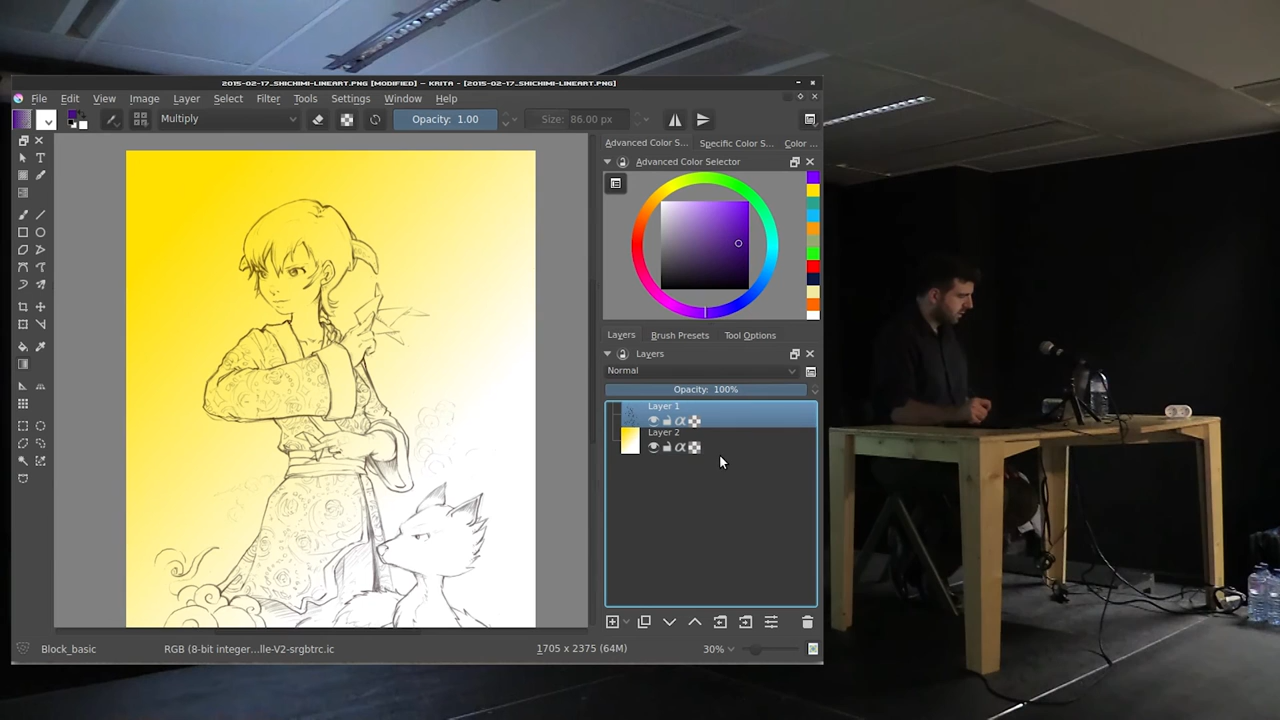 2015-02-17_SHICHIMI-LINEART.PNG [MODIFIED] – KRITA - [2015-02-17_SHICHIMI-LINEART.PNG]
File Edit View Image Layer Select Filter Tools Settings Window Help
Multiply Opacity: 1.00 Size: 86.00 px
Advanced Color S... Specific Color S... Color ...
Advanced Color Selector
Layers Brush Presets Tool Options
Layers
Normal
Opacity: 100%
Layer 1
Layer 2
Block_basic RGB (8-bit integer...lle-V2-srgbtrc.ic 1705 x 2375 (64M) 30%